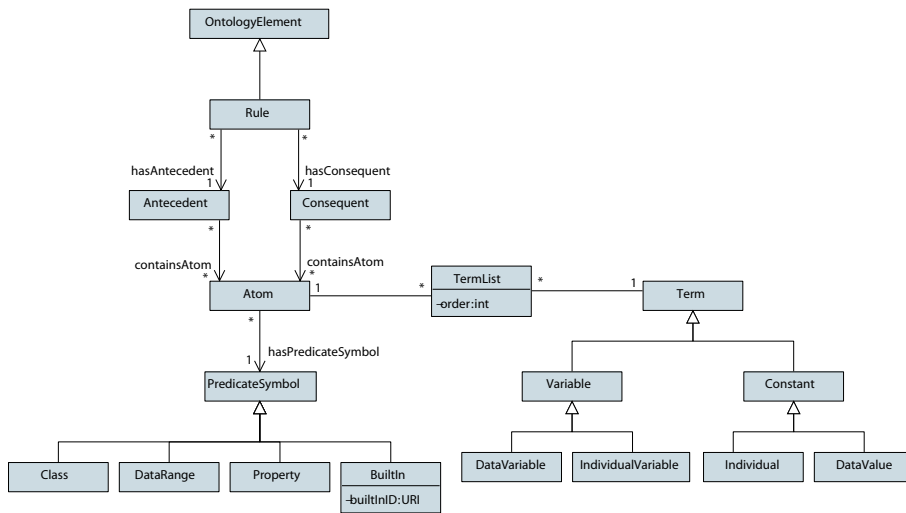 OntologyElement
Rule
* *
hasAntecedent hasConsequent
1 1
Antecedent Consequent
* *
containsAtom containsAtom
* *
Atom 1 * TermList * 1 Term
-order:int
*
hasPredicateSymbol
1
PredicateSymbol Variable Constant
Class DataRange Property BuiltIn DataVariable IndividualVariable Individual DataValue
-builtInID:URI